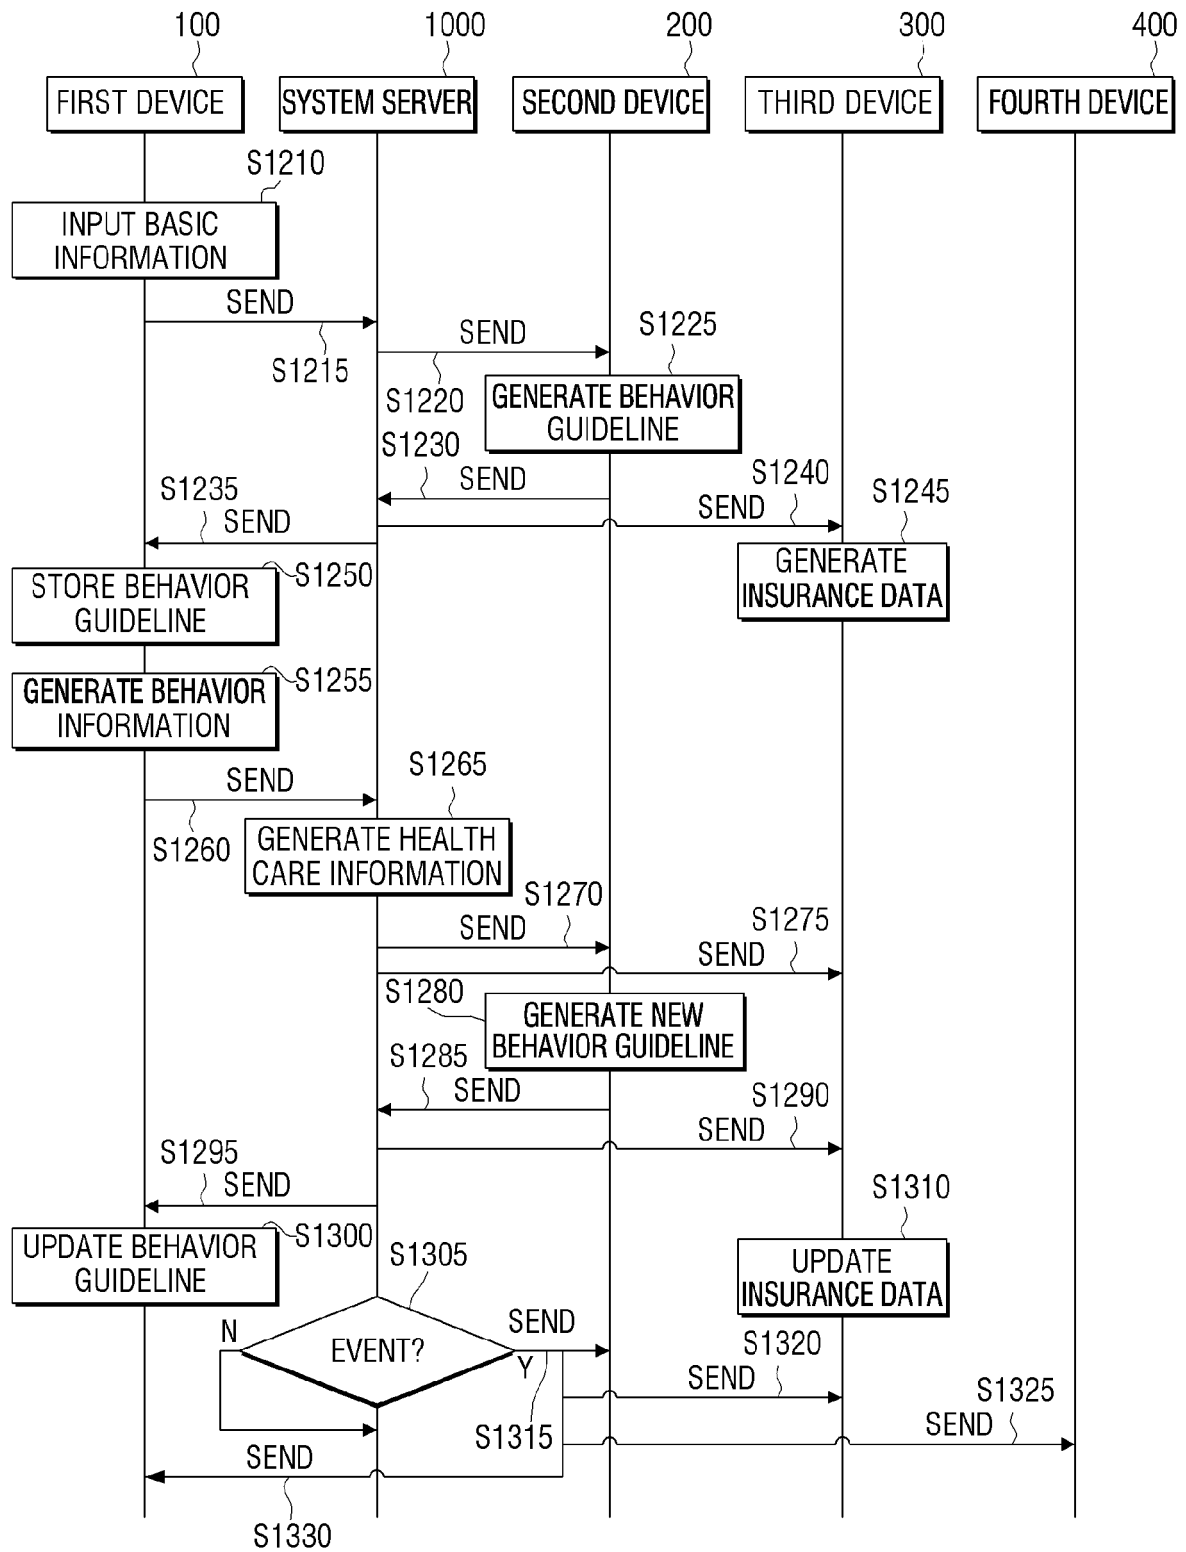 100
1000
200
300
400
FIRST DEVICE
SYSTEM SERVER
SECOND DEVICE
THIRD DEVICE
FOURTH DEVICE
S1210
INPUT BASIC
INFORMATION
SEND
S1215
SEND
S1220
S1225
GENERATE BEHAVIOR
GUIDELINE
S1230
SEND
S1235
SEND
S1240
SEND
S1245
GENERATE
INSURANCE DATA
S1250
STORE BEHAVIOR
GUIDELINE
S1255
GENERATE BEHAVIOR
INFORMATION
SEND
S1260
S1265
GENERATE HEALTH
CARE INFORMATION
S1270
SEND
S1275
SEND
S1280
GENERATE NEW
BEHAVIOR GUIDELINE
S1285
SEND
S1290
SEND
S1295
SEND
S1300
UPDATE BEHAVIOR
GUIDELINE
S1305
S1310
UPDATE
INSURANCE DATA
EVENT?
N
Y
SEND
S1315
S1320
SEND
S1325
SEND
SEND
S1330